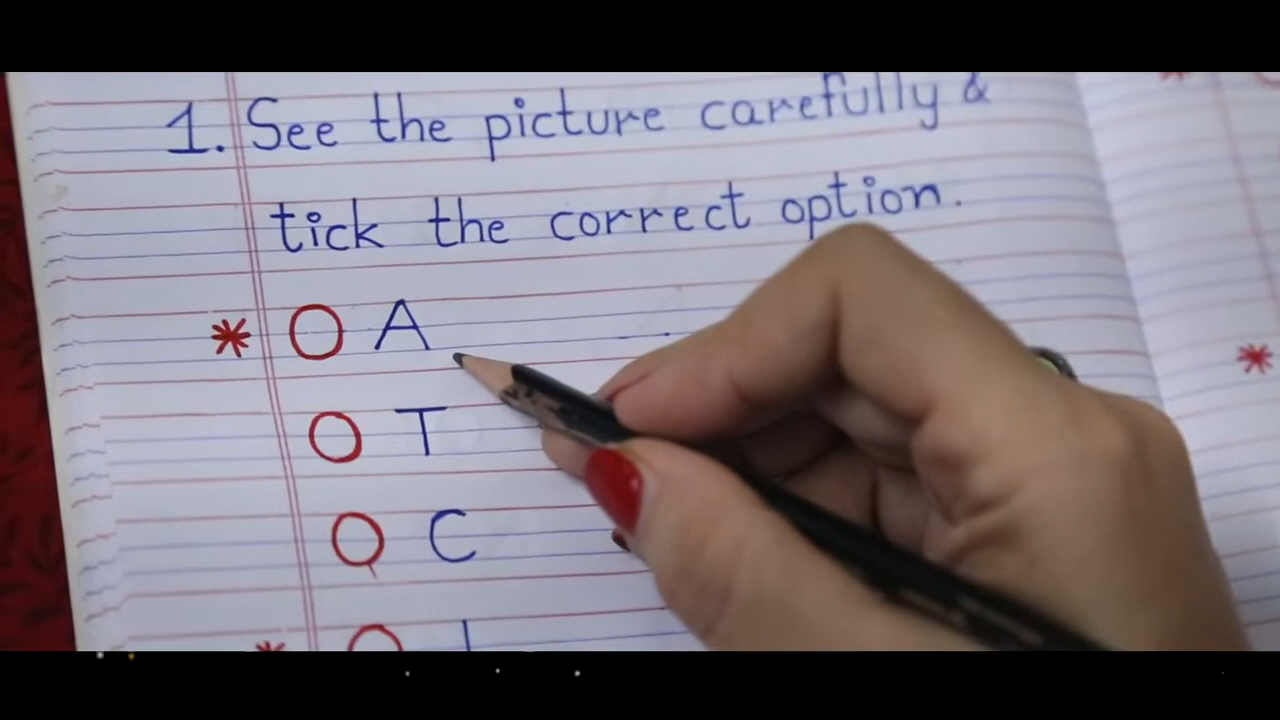 1. See the picture carefully &
tick the correct option.
* O A
O T
O C